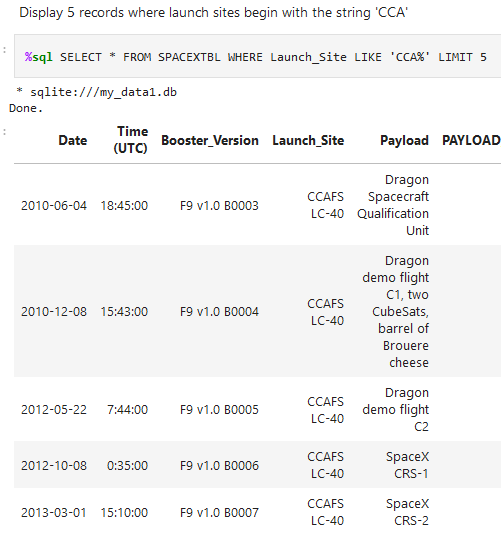 Display 5 records where launch sites begin with the string 'CCA'
: %sql SELECT * FROM SPACEXTBL WHERE Launch_Site LIKE 'CCA%' LIMIT 5
* sqlite:///my_data1.db
Done.
:
Date Time (UTC) Booster_Version Launch_Site Payload PAYLOAD
2010-06-04 18:45:00 F9 v1.0 B0003 CCAFS LC-40 Dragon Spacecraft Qualification Unit
2010-12-08 15:43:00 F9 v1.0 B0004 CCAFS LC-40 Dragon demo flight C1, two CubeSats, barrel of Brouere cheese
2012-05-22 7:44:00 F9 v1.0 B0005 CCAFS LC-40 Dragon demo flight C2
2012-10-08 0:35:00 F9 v1.0 B0006 CCAFS LC-40 SpaceX CRS-1
2013-03-01 15:10:00 F9 v1.0 B0007 CCAFS LC-40 SpaceX CRS-2